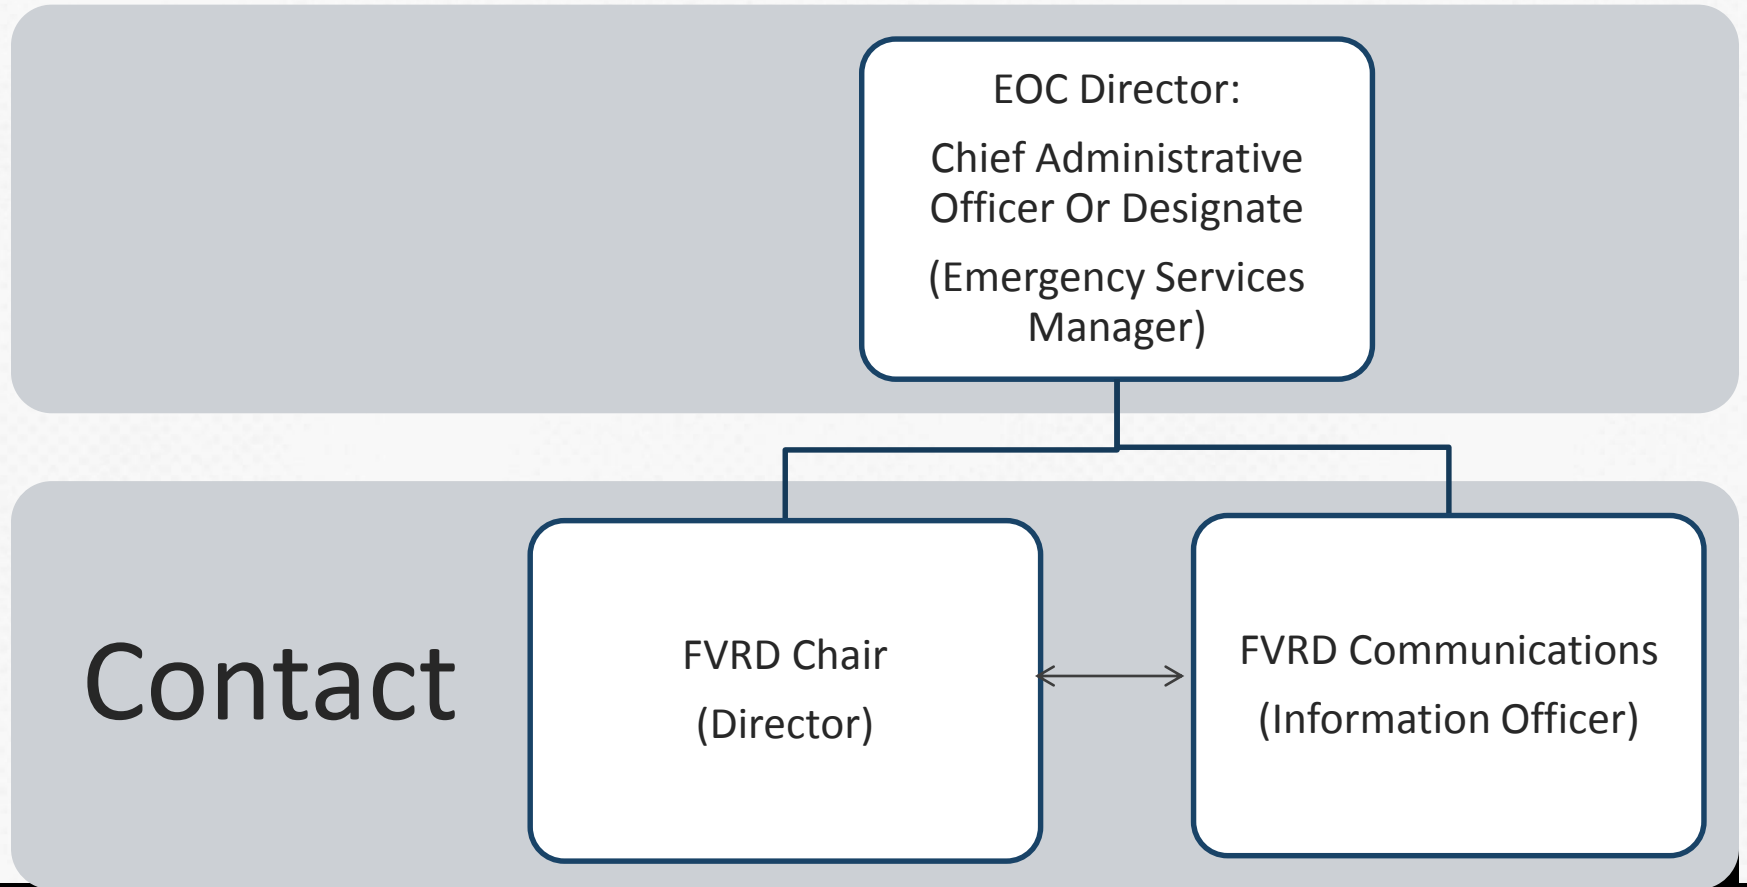 EOC Director:
Chief Administrative
Officer Or Designate
(Emergency Services
Manager)
Contact
FVRD Chair
(Director)
FVRD Communications
(Information Officer)